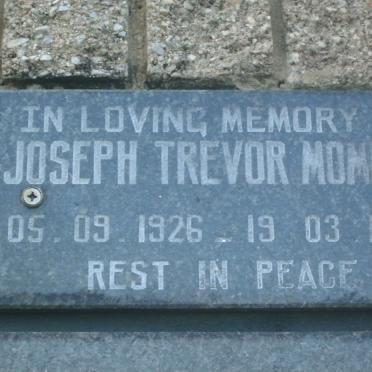 IN LOVING MEMORY
JOSEPH TREVOR
05.09.1926 - 19 03.
REST IN PEACE